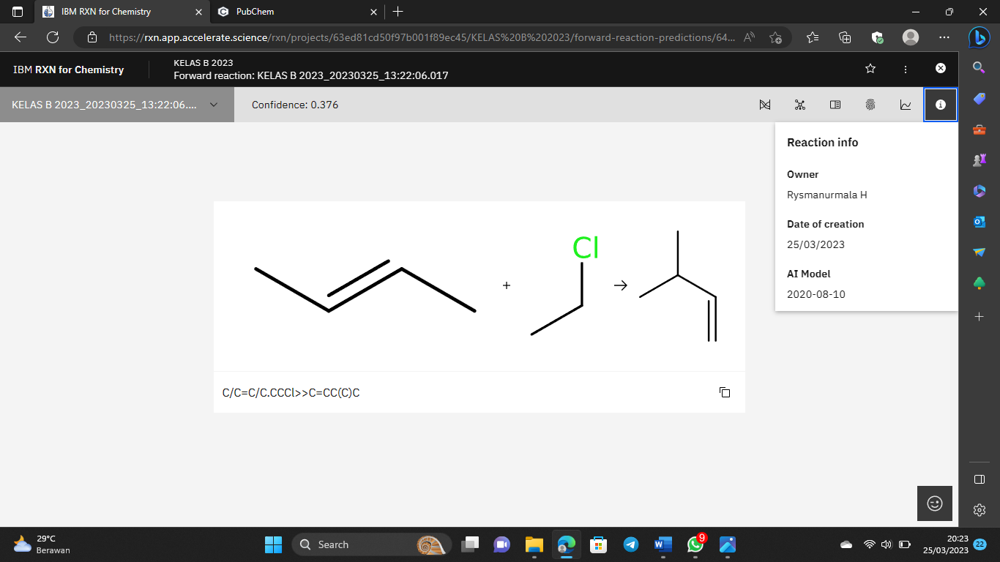 IBM RXN for Chemistry
PubChem
https://rxn.app.accelerate.science/rxn/projects/63ed81cd50f97b001f89ec45/KELAS%20B%202023/forward-reaction-predictions/64...
IBM RXN for Chemistry
KELAS B 2023
Forward reaction: KELAS B 2023_20230325_13:22:06.017
KELAS B 2023_20230325_13:22:06....
Confidence: 0.376
Reaction info
Owner
Rysmanurmala H
Date of creation
25/03/2023
AI Model
2020-08-10
Cl
+
C/C=C/C.CCCl>>C=CC(C)C
29°C
Berawan
Search
9
20:23
25/03/2023
22